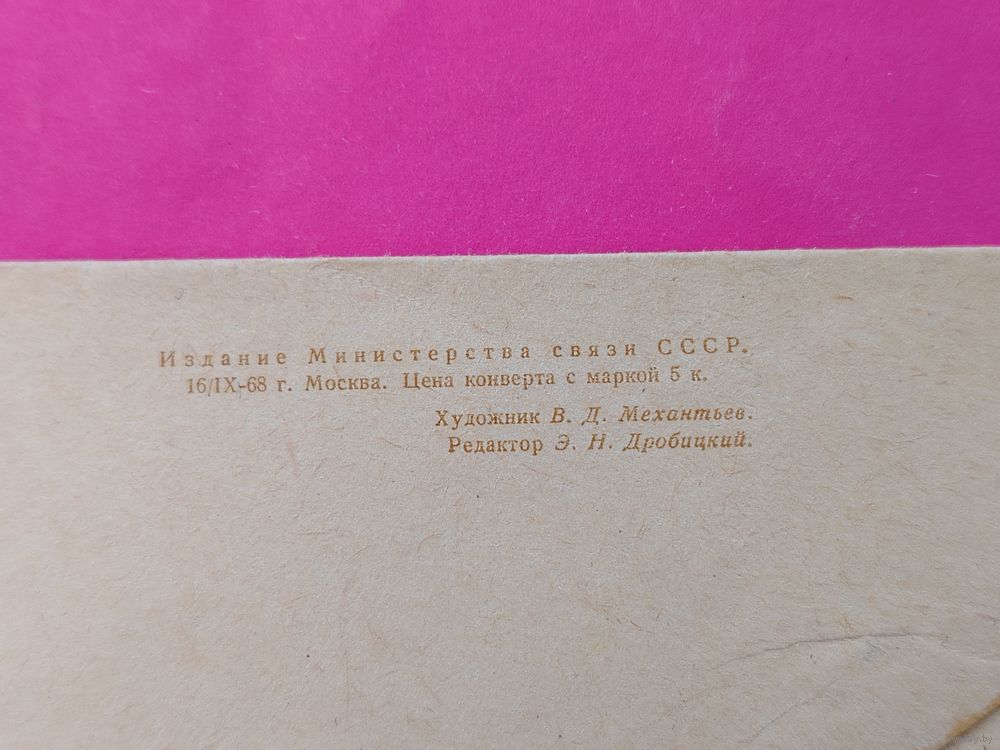 Издание Министерства связи СССР.
16/IX-68 г. Москва. Цена конверта с маркой 5 к.
Художник В. Д. Механтьев.
Редактор Э. Н. Дробицкий.